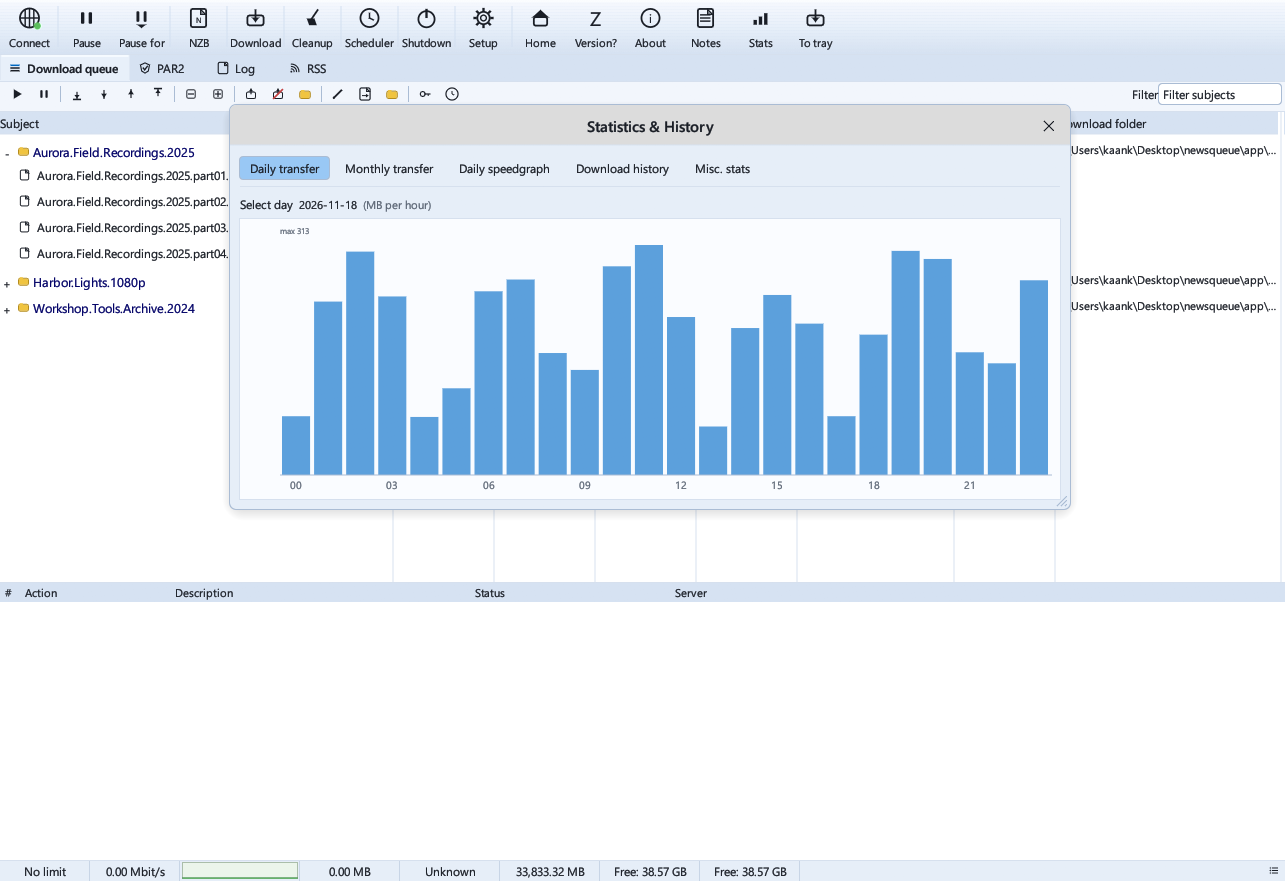 Connect Pause Pause for NZB Download Cleanup Scheduler Shutdown Setup Home Version? About Notes Stats To tray
Download queue PAR2 Log RSS
Filter Filter subjects
Subject
wnload folder
Statistics & History
Daily transfer Monthly transfer Daily speedgraph Download history Misc. stats
Select day 2026-11-18 (MB per hour)
max 313
00 03 06 09 12 15 18 21
- Aurora.Field.Recordings.2025
Users\kaank\Desktop\newsqueue\app\...
Aurora.Field.Recordings.2025.part01.
Aurora.Field.Recordings.2025.part02.
Aurora.Field.Recordings.2025.part03.
Aurora.Field.Recordings.2025.part04.
+ Harbor.Lights.1080p
Users\kaank\Desktop\newsqueue\app\...
+ Workshop.Tools.Archive.2024
Users\kaank\Desktop\newsqueue\app\...
# Action Description Status Server
No limit 0.00 Mbit/s 0.00 MB Unknown 33,833.32 MB Free: 38.57 GB Free: 38.57 GB